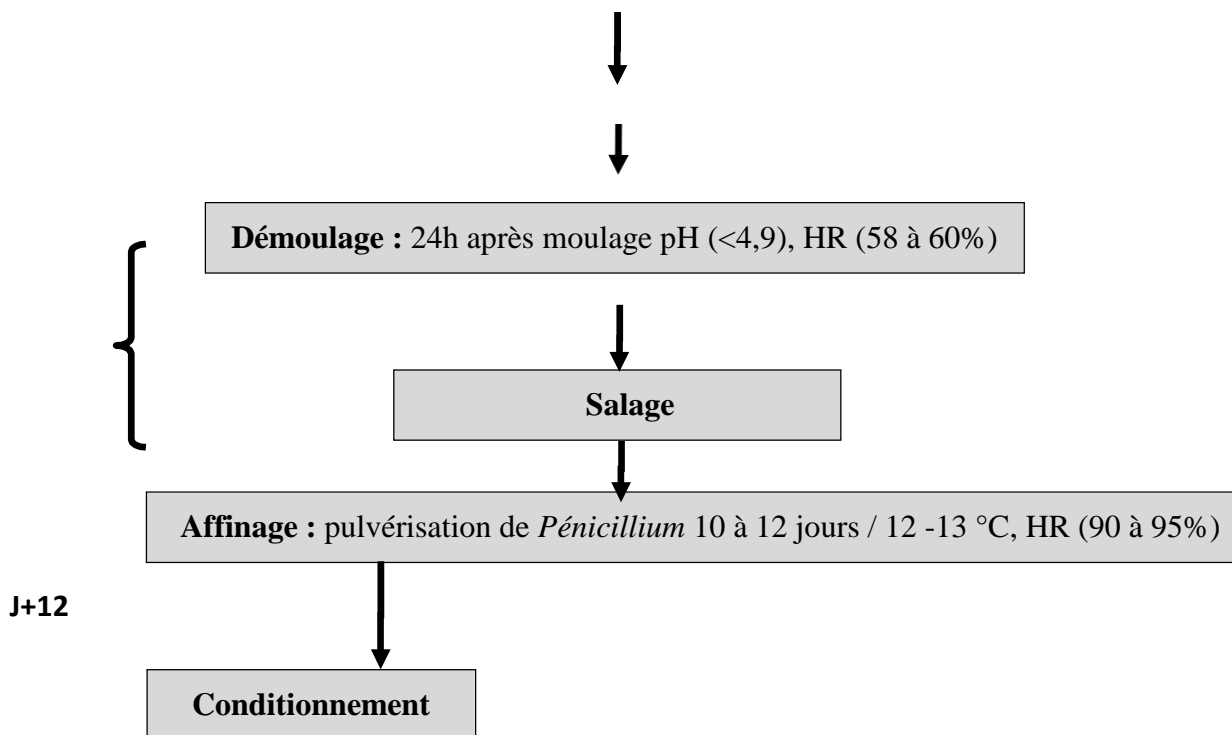 Démoulage : 24h après moulage pH (<4,9), HR (58 à 60%)
Salage
Affinage : pulvérisation de Pénicillium 10 à 12 jours / 12 -13 °C, HR (90 à 95%)
J+12
Conditionnement